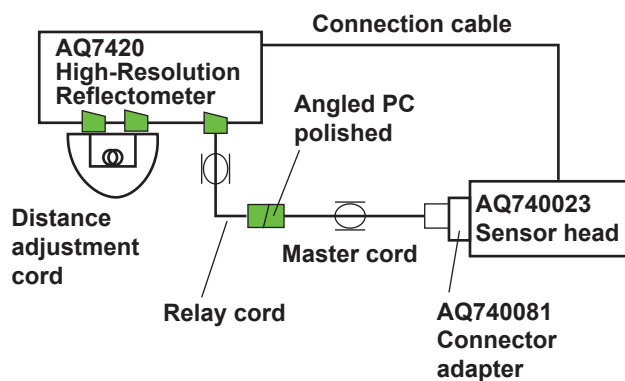 Connection cable
AQ7420
High-Resolution
Reflectometer
Angled PC
polished
Distance
adjustment
cord
AQ740023
Sensor head
Master cord
Relay cord
AQ740081
Connector
adapter